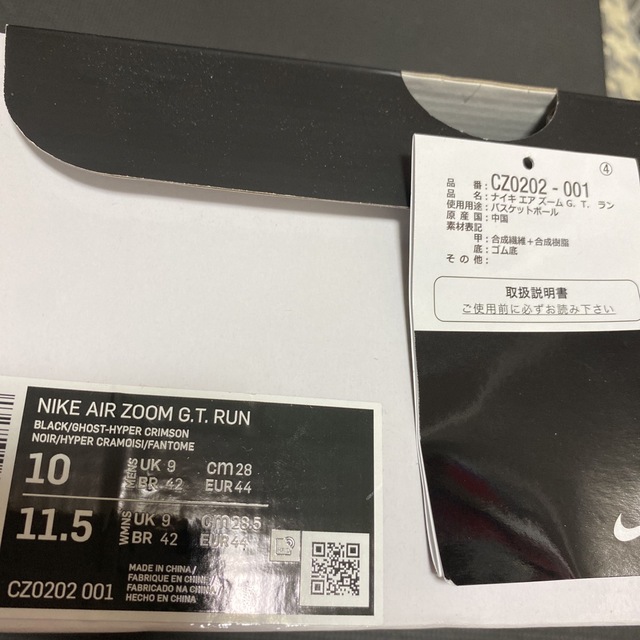 ④
品番：CZ0202 - 001
品名：ナイキ エア ズーム G. T. ラン
使用用途：バスケットボール
原産国：中国
素材表記
甲：合成繊維＋合成樹脂
底：ゴム底
その他：
取扱説明書
ご使用前に必ずお読み下さい
NIKE AIR ZOOM G.T. RUN
BLACK/GHOST-HYPER CRIMSON
NOIR/HYPER CRAMOISI/FANTOME
10 MENS UK 9 cm 28
BR 42 EUR 44
11.5 WMNS UK 9 cm 28.5
BR 42 EUR 44
MADE IN CHINA /
FABRIQUE EN CHINE /
FABRICADO NA CHINA /
HECHO EN CHINA
CZ0202 001